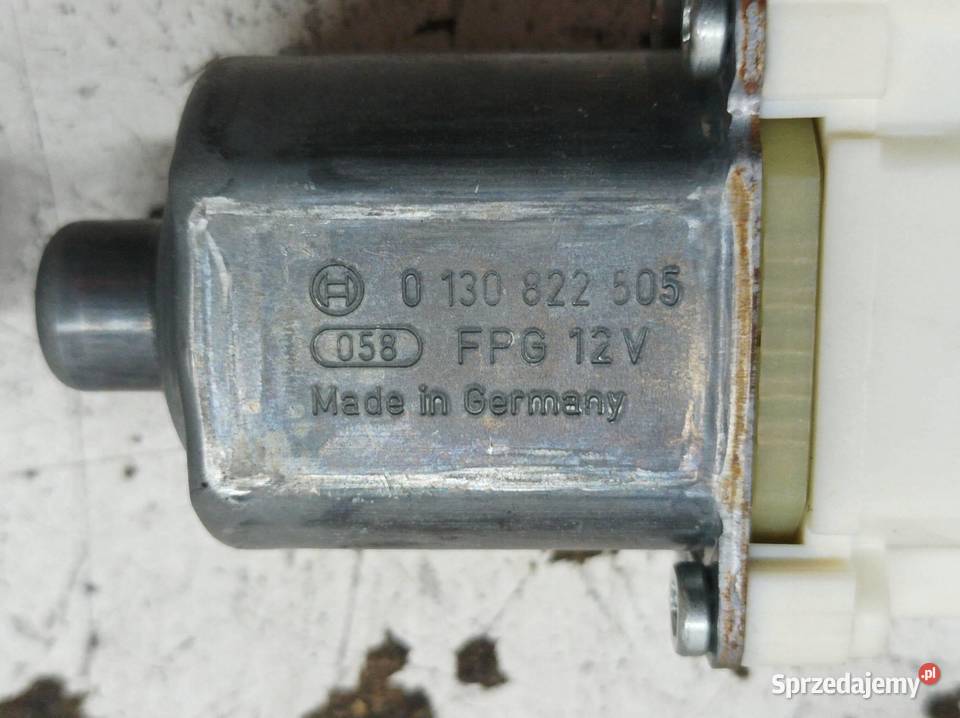 0 130 822 505
058 FPG 12V
Made in Germany
Sprzedajemy.pl